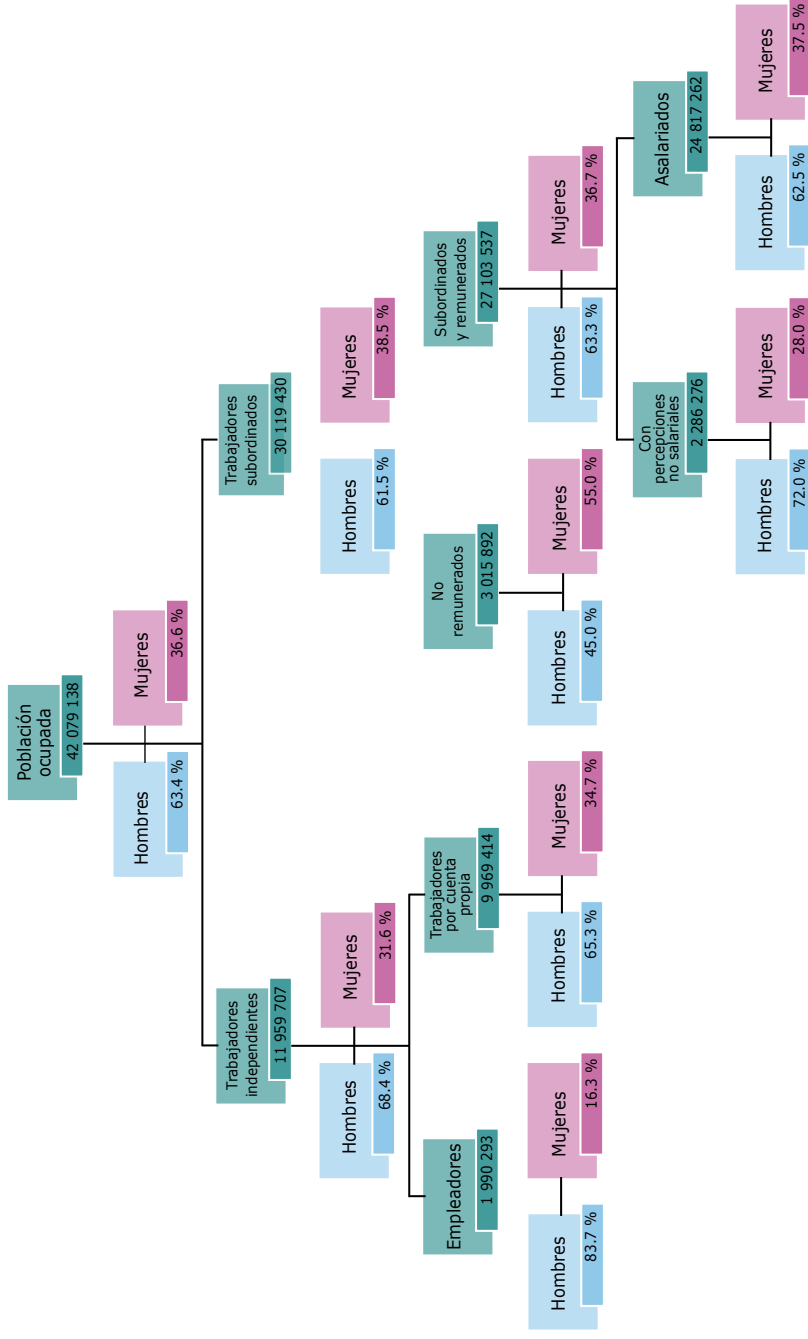 Población
ocupada
42 079 138
Hombres
63.4 %
Mujeres
36.6 %
Trabajadores
independientes
11 959 707
Hombres
68.4 %
Mujeres
31.6 %
Trabajadores
subordinados
30 119 430
Hombres
61.5 %
Mujeres
38.5 %
Empleadores
1 990 293
Hombres
83.7 %
Mujeres
16.3 %
Trabajadores
por cuenta
propia
9 969 414
Hombres
65.3 %
Mujeres
34.7 %
No
remunerados
3 015 892
Hombres
45.0 %
Mujeres
55.0 %
Subordinados
y remunerados
27 103 537
Hombres
63.3 %
Mujeres
36.7 %
Con
percepciones
no salariales
2 286 276
Hombres
72.0 %
Mujeres
28.0 %
Asalariados
24 817 262
Hombres
62.5 %
Mujeres
37.5 %